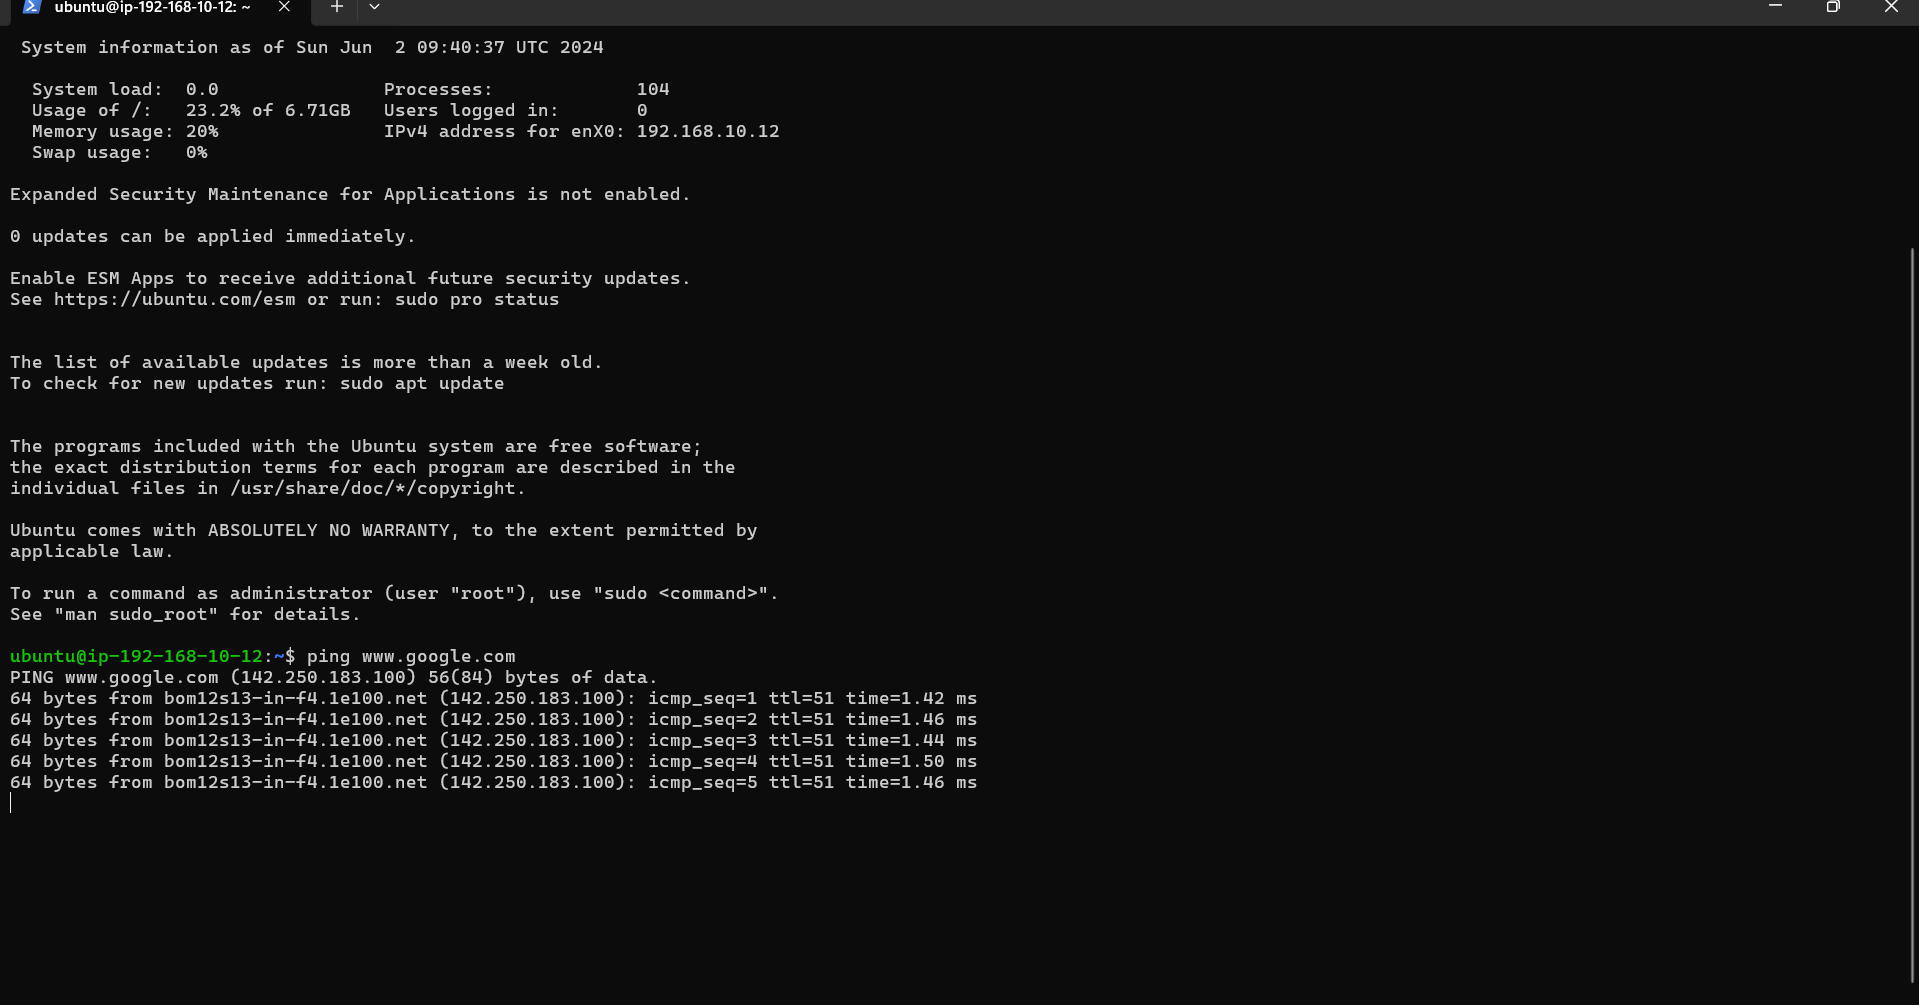 ubuntu@ip-192-168-10-12: ~
System information as of Sun Jun  2 09:40:37 UTC 2024
System load:  0.0               Processes:             104
Usage of /:   23.2% of 6.71GB   Users logged in:       0
Memory usage: 20%               IPv4 address for enX0: 192.168.10.12
Swap usage:   0%
Expanded Security Maintenance for Applications is not enabled.
0 updates can be applied immediately.
Enable ESM Apps to receive additional future security updates.
See https://ubuntu.com/esm or run: sudo pro status
The list of available updates is more than a week old.
To check for new updates run: sudo apt update
The programs included with the Ubuntu system are free software;
the exact distribution terms for each program are described in the
individual files in /usr/share/doc/*/copyright.
Ubuntu comes with ABSOLUTELY NO WARRANTY, to the extent permitted by
applicable law.
To run a command as administrator (user "root"), use "sudo <command>".
See "man sudo_root" for details.
ubuntu@ip-192-168-10-12:~$ ping www.google.com
PING www.google.com (142.250.183.100) 56(84) bytes of data.
64 bytes from bom12s13-in-f4.1e100.net (142.250.183.100): icmp_seq=1 ttl=51 time=1.42 ms
64 bytes from bom12s13-in-f4.1e100.net (142.250.183.100): icmp_seq=2 ttl=51 time=1.46 ms
64 bytes from bom12s13-in-f4.1e100.net (142.250.183.100): icmp_seq=3 ttl=51 time=1.44 ms
64 bytes from bom12s13-in-f4.1e100.net (142.250.183.100): icmp_seq=4 ttl=51 time=1.50 ms
64 bytes from bom12s13-in-f4.1e100.net (142.250.183.100): icmp_seq=5 ttl=51 time=1.46 ms